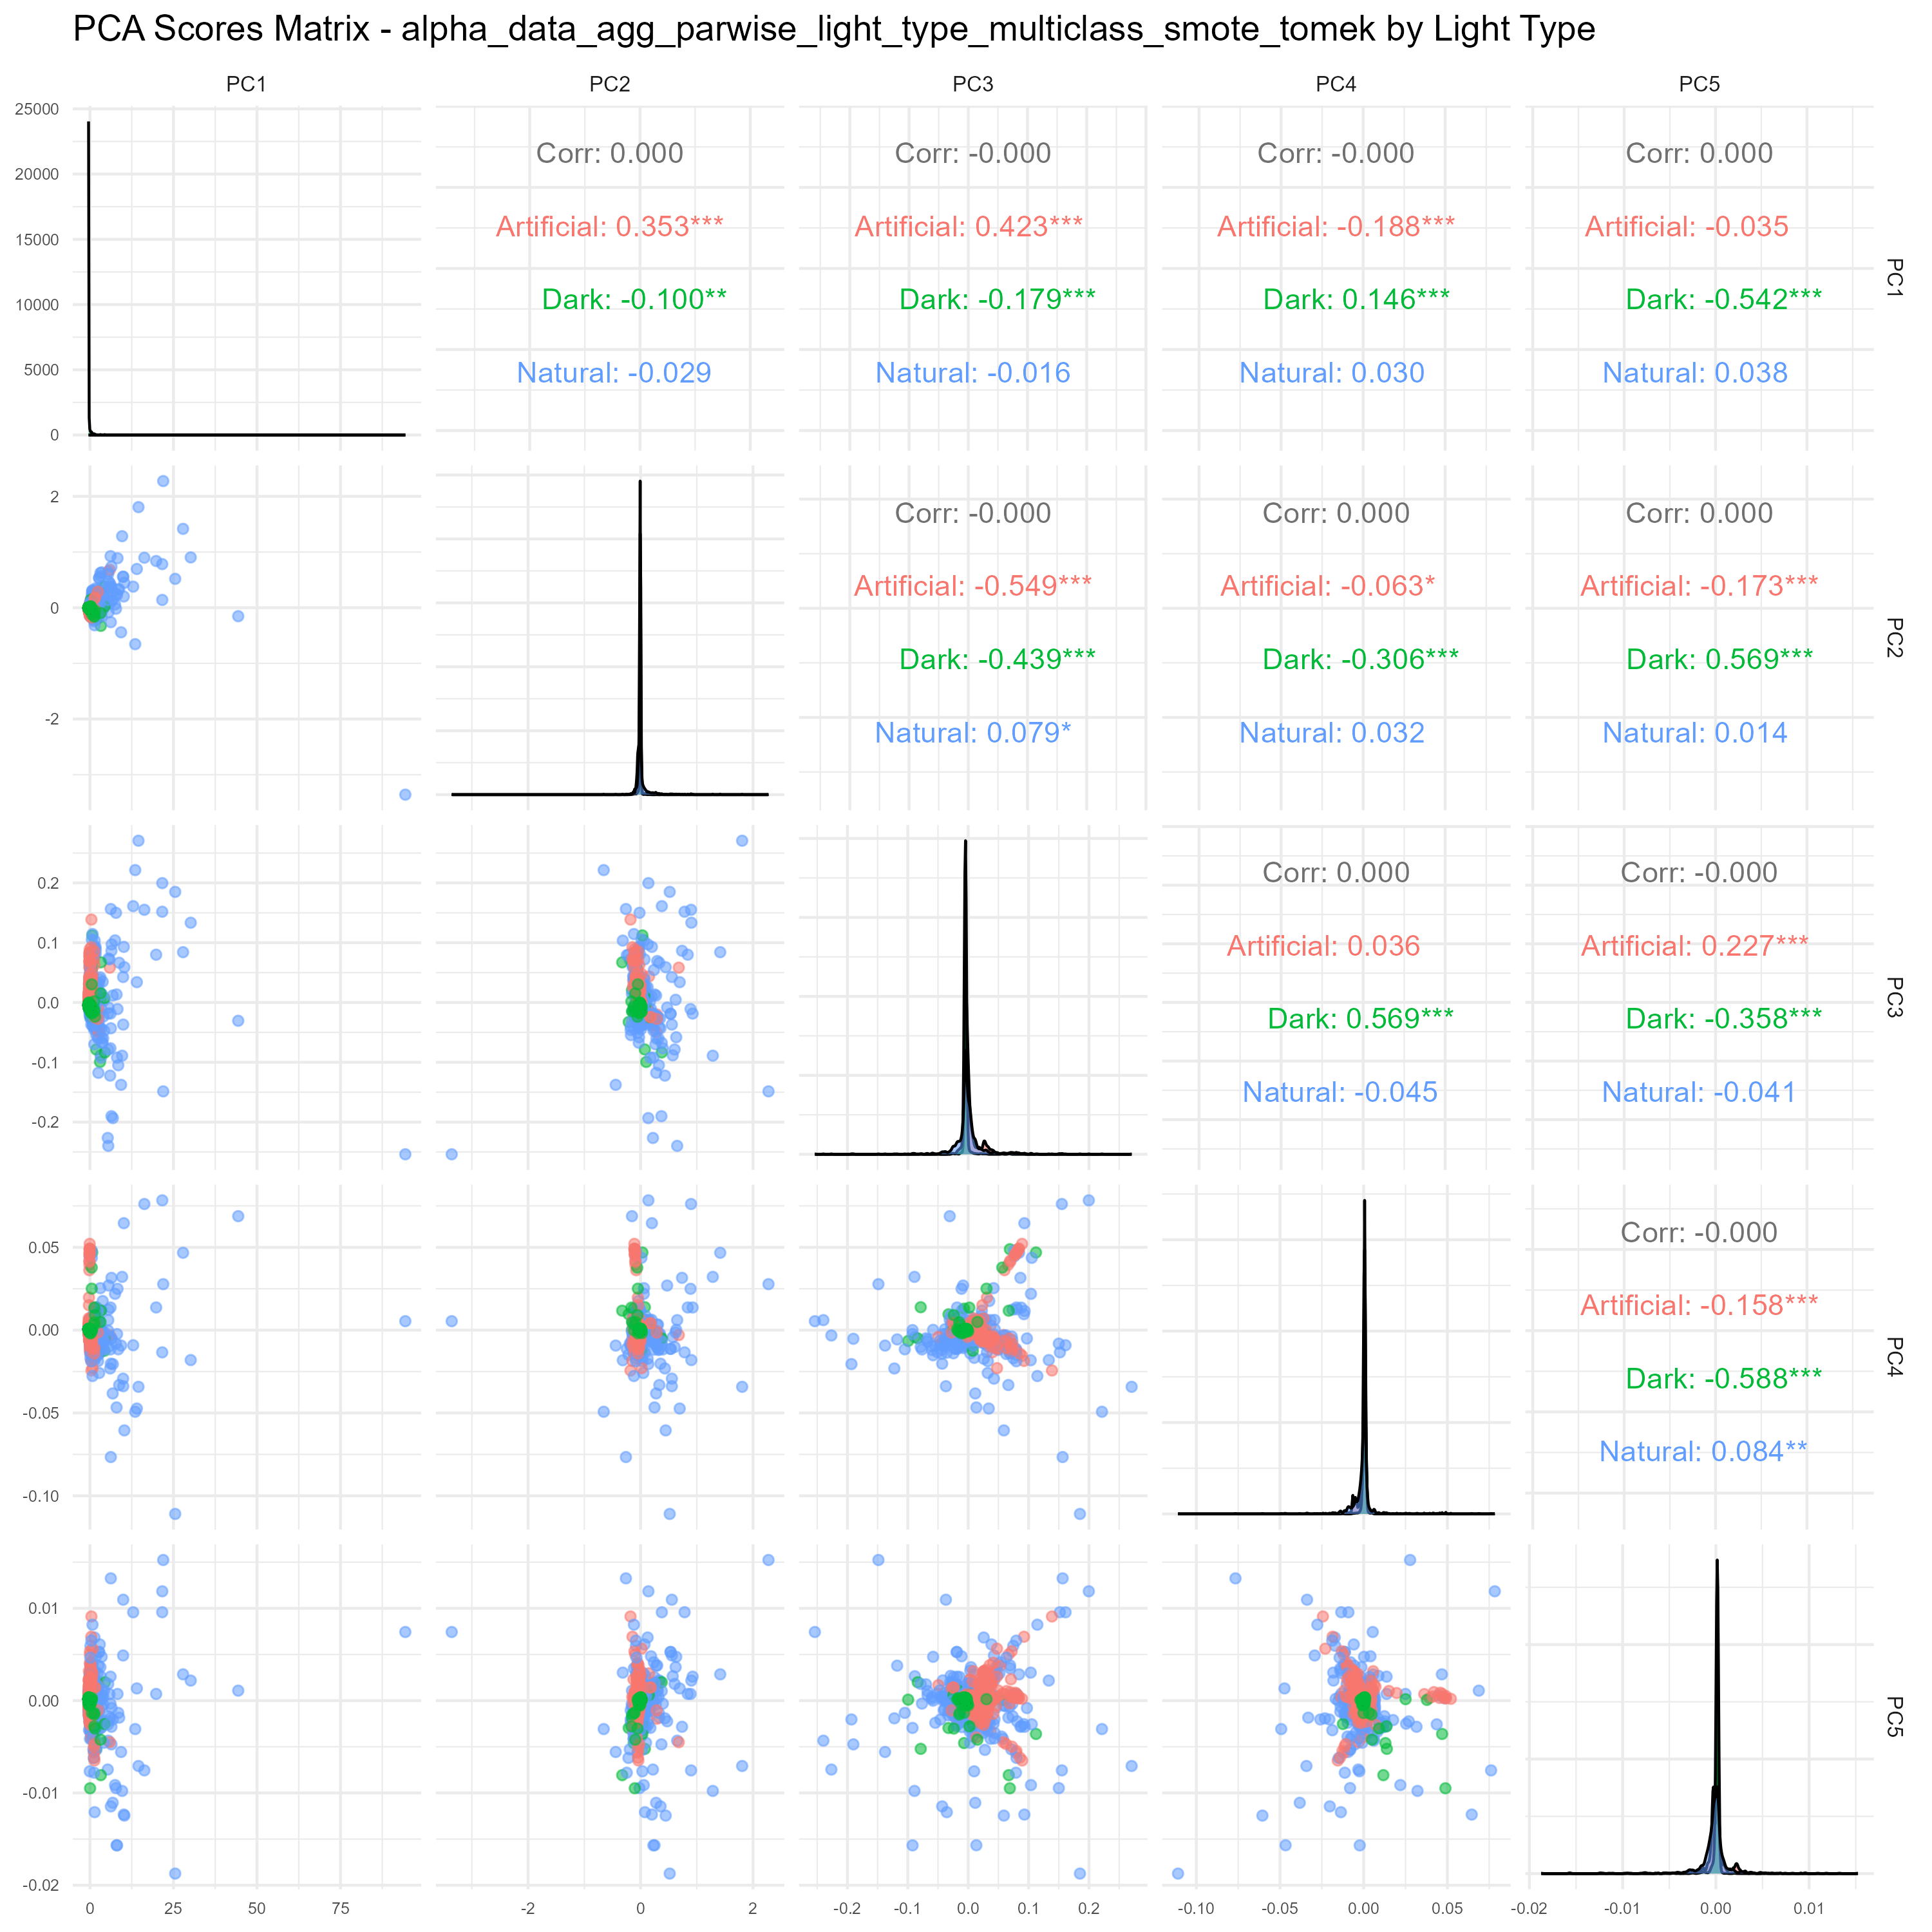 PCA Scores Matrix - alpha_data_agg_parwise_light_type_multiclass_smote_tomek by Light Type
PC1 PC2 PC3 PC4 PC5
25000
20000
15000
10000
5000
0
Corr: 0.000
Artificial: 0.353***
Dark: -0.100**
Natural: -0.029
Corr: -0.000
Artificial: 0.423***
Dark: -0.179***
Natural: -0.016
Corr: -0.000
Artificial: -0.188***
Dark: 0.146***
Natural: 0.030
Corr: 0.000
Artificial: -0.035
Dark: -0.542***
Natural: 0.038
PC1
2
0
-2
Corr: -0.000
Artificial: -0.549***
Dark: -0.439***
Natural: 0.079*
Corr: 0.000
Artificial: -0.063*
Dark: -0.306***
Natural: 0.032
Corr: 0.000
Artificial: -0.173***
Dark: 0.569***
Natural: 0.014
PC2
0.2
0.1
0.0
-0.1
-0.2
Corr: 0.000
Artificial: 0.036
Dark: 0.569***
Natural: -0.045
Corr: -0.000
Artificial: 0.227***
Dark: -0.358***
Natural: -0.041
PC3
0.05
0.00
-0.05
-0.10
Corr: -0.000
Artificial: -0.158***
Dark: -0.588***
Natural: 0.084**
PC4
0.01
0.00
-0.01
-0.02
PC5
0 25 50 75
-2 0 2
-0.2 -0.1 0.0 0.1 0.2
-0.10 -0.05 0.00 0.05
-0.02 -0.01 0.00 0.01